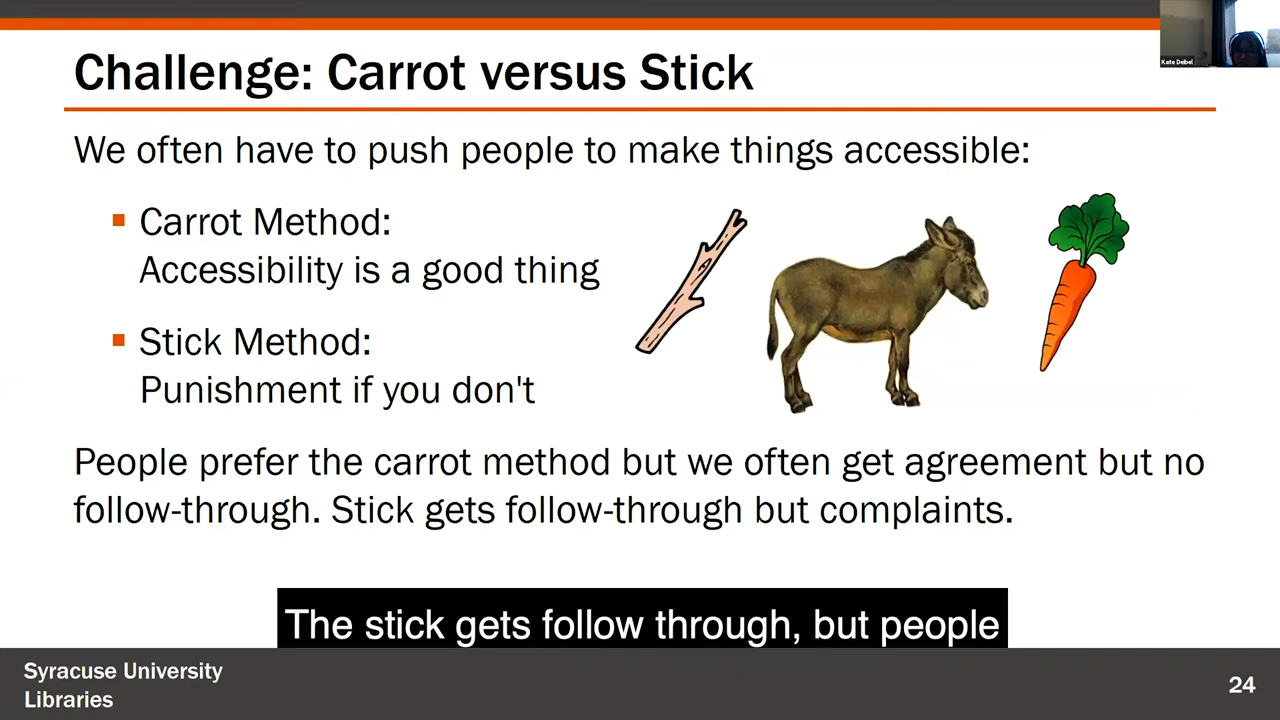 Kate Deibel
Challenge: Carrot versus Stick
We often have to push people to make things accessible:
Carrot Method:
Accessibility is a good thing
Stick Method:
Punishment if you don't
People prefer the carrot method but we often get agreement but no
follow-through. Stick gets follow-through but complaints.
The stick gets follow through, but people
Syracuse University
Libraries
24